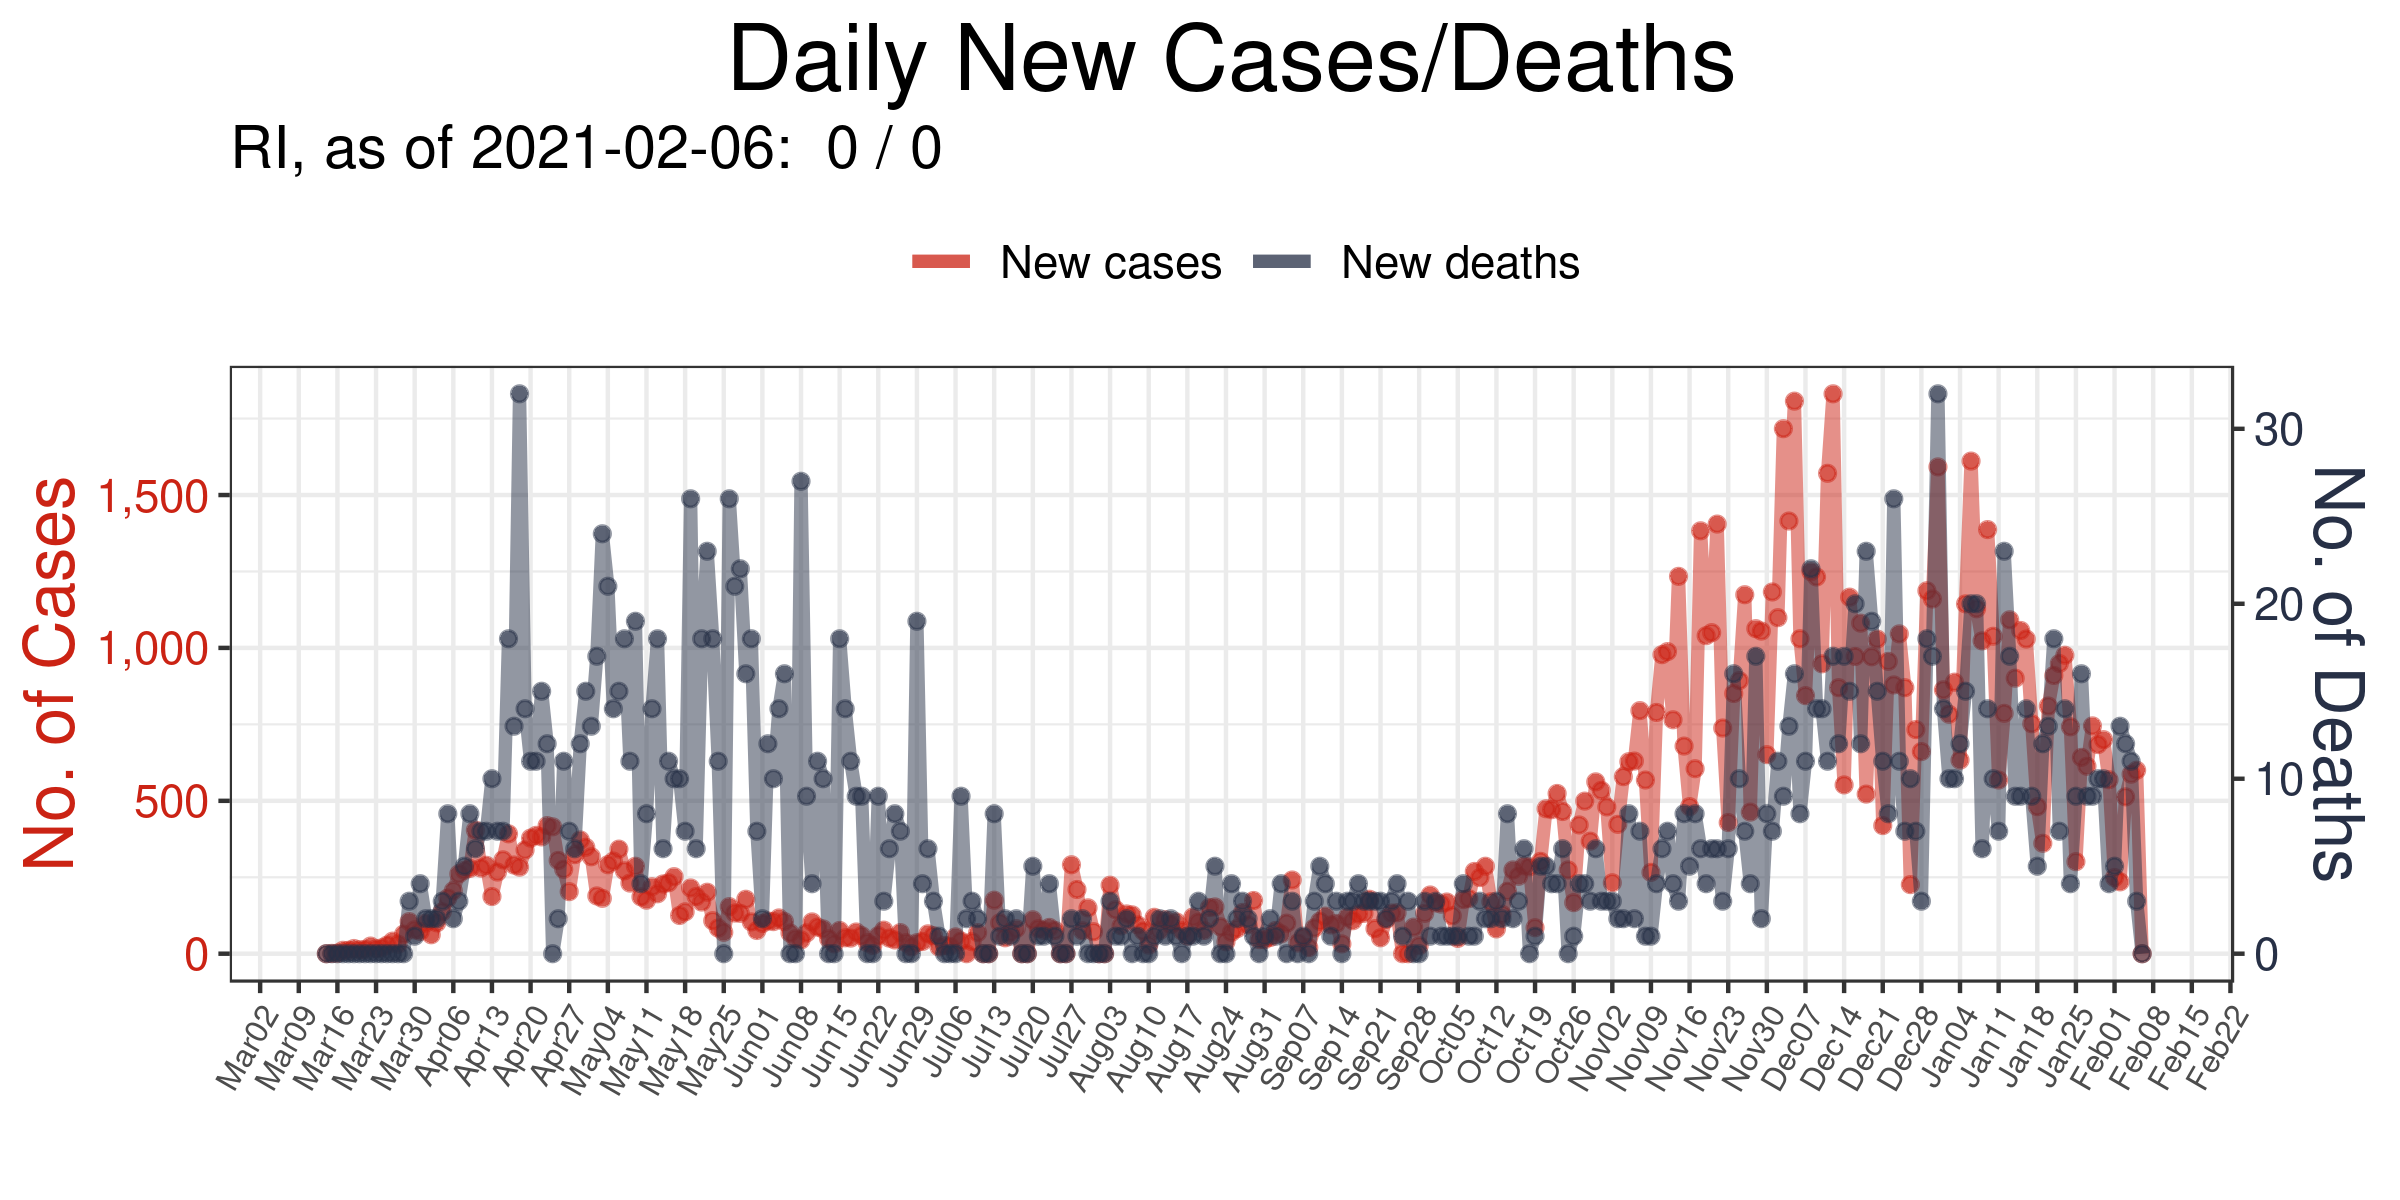 Daily New Cases/Deaths
RI, as of 2021-02-06:  0 / 0
New cases New deaths
No. of Cases
1,500
1,000
500
0
30
20
10
0
No. of Deaths
Mar02 Mar09 Mar16 Mar23 Mar30 Apr06 Apr13 Apr20 Apr27 May04 May11 May18 May25 Jun01 Jun08 Jun15 Jun22 Jun29 Jul06 Jul13 Jul20 Jul27 Aug03 Aug10 Aug17 Aug24 Aug31 Sep07 Sep14 Sep21 Sep28 Oct05 Oct12 Oct19 Oct26 Nov02 Nov09 Nov16 Nov23 Nov30 Dec07 Dec14 Dec21 Dec28 Jan04 Jan11 Jan18 Jan25 Feb01 Feb08 Feb15 Feb22